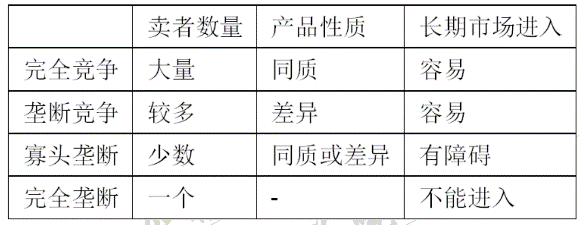 卖者数量 产品性质 长期市场进入
完全竞争 大量 同质 容易
垄断竞争 较多 差异 容易
寡头垄断 少数 同质或差异 有障碍
完全垄断 一个 - 不能进入